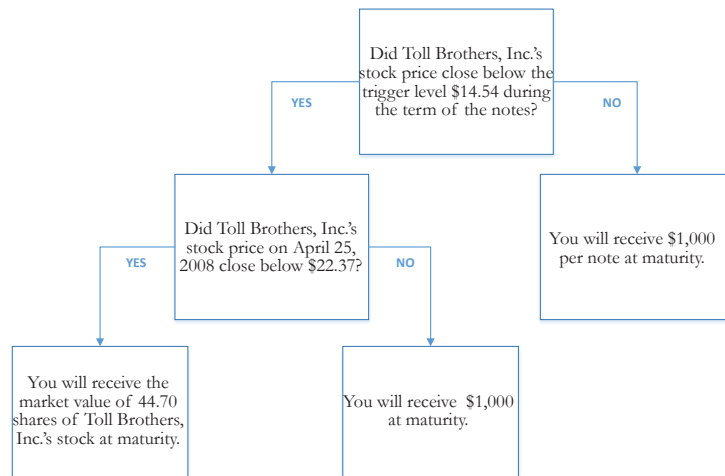 Did Toll Brothers, Inc.'s
stock price close below the
trigger level $14.54 during
the term of the notes?
YES
NO
Did Toll Brothers, Inc.'s
stock price on April 25,
2008 close below $22.37?
You will receive $1,000
per note at maturity.
YES
NO
You will receive the
market value of 44.70
shares of Toll Brothers,
Inc.'s stock at maturity.
You will receive $1,000
at maturity.